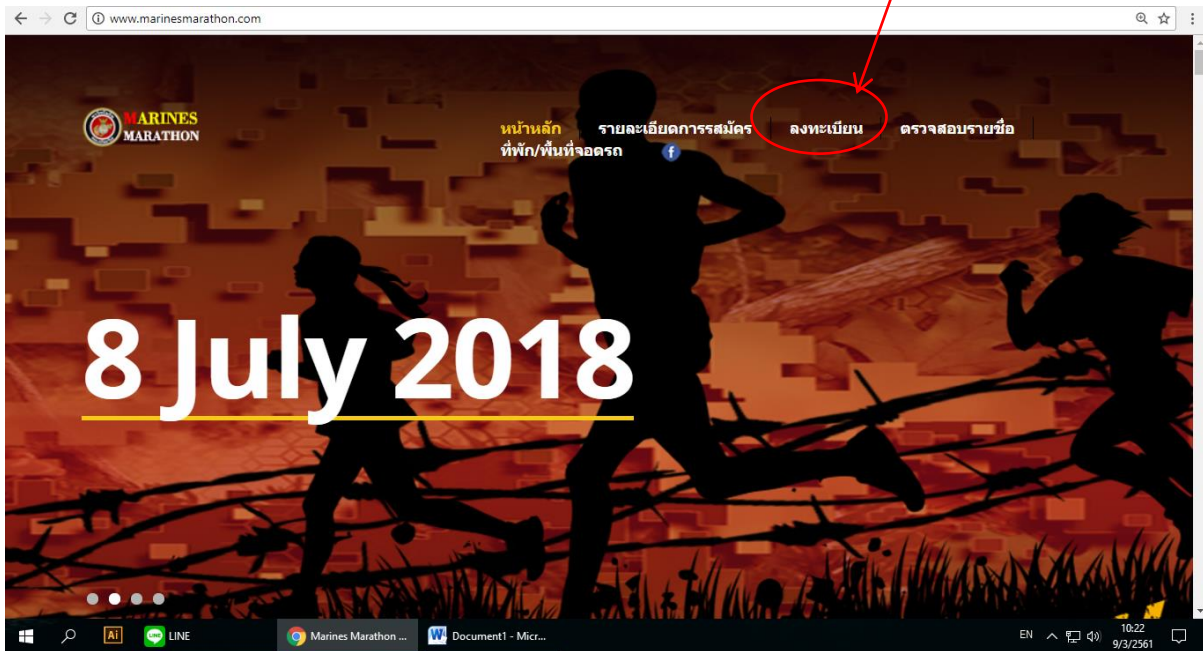 www.marinesmarathon.com
MARINES
MARATHON
หน้าหลัก รายละเอียดการรสมัคร ลงทะเบียน ตรวจสอบรายชื่อ
ที่พัก/พื้นที่จอดรถ f
8 July 2018
Ai LINE LINE Marines Marathon ... W Document1 - Micr... EN 10:22
9/3/2561